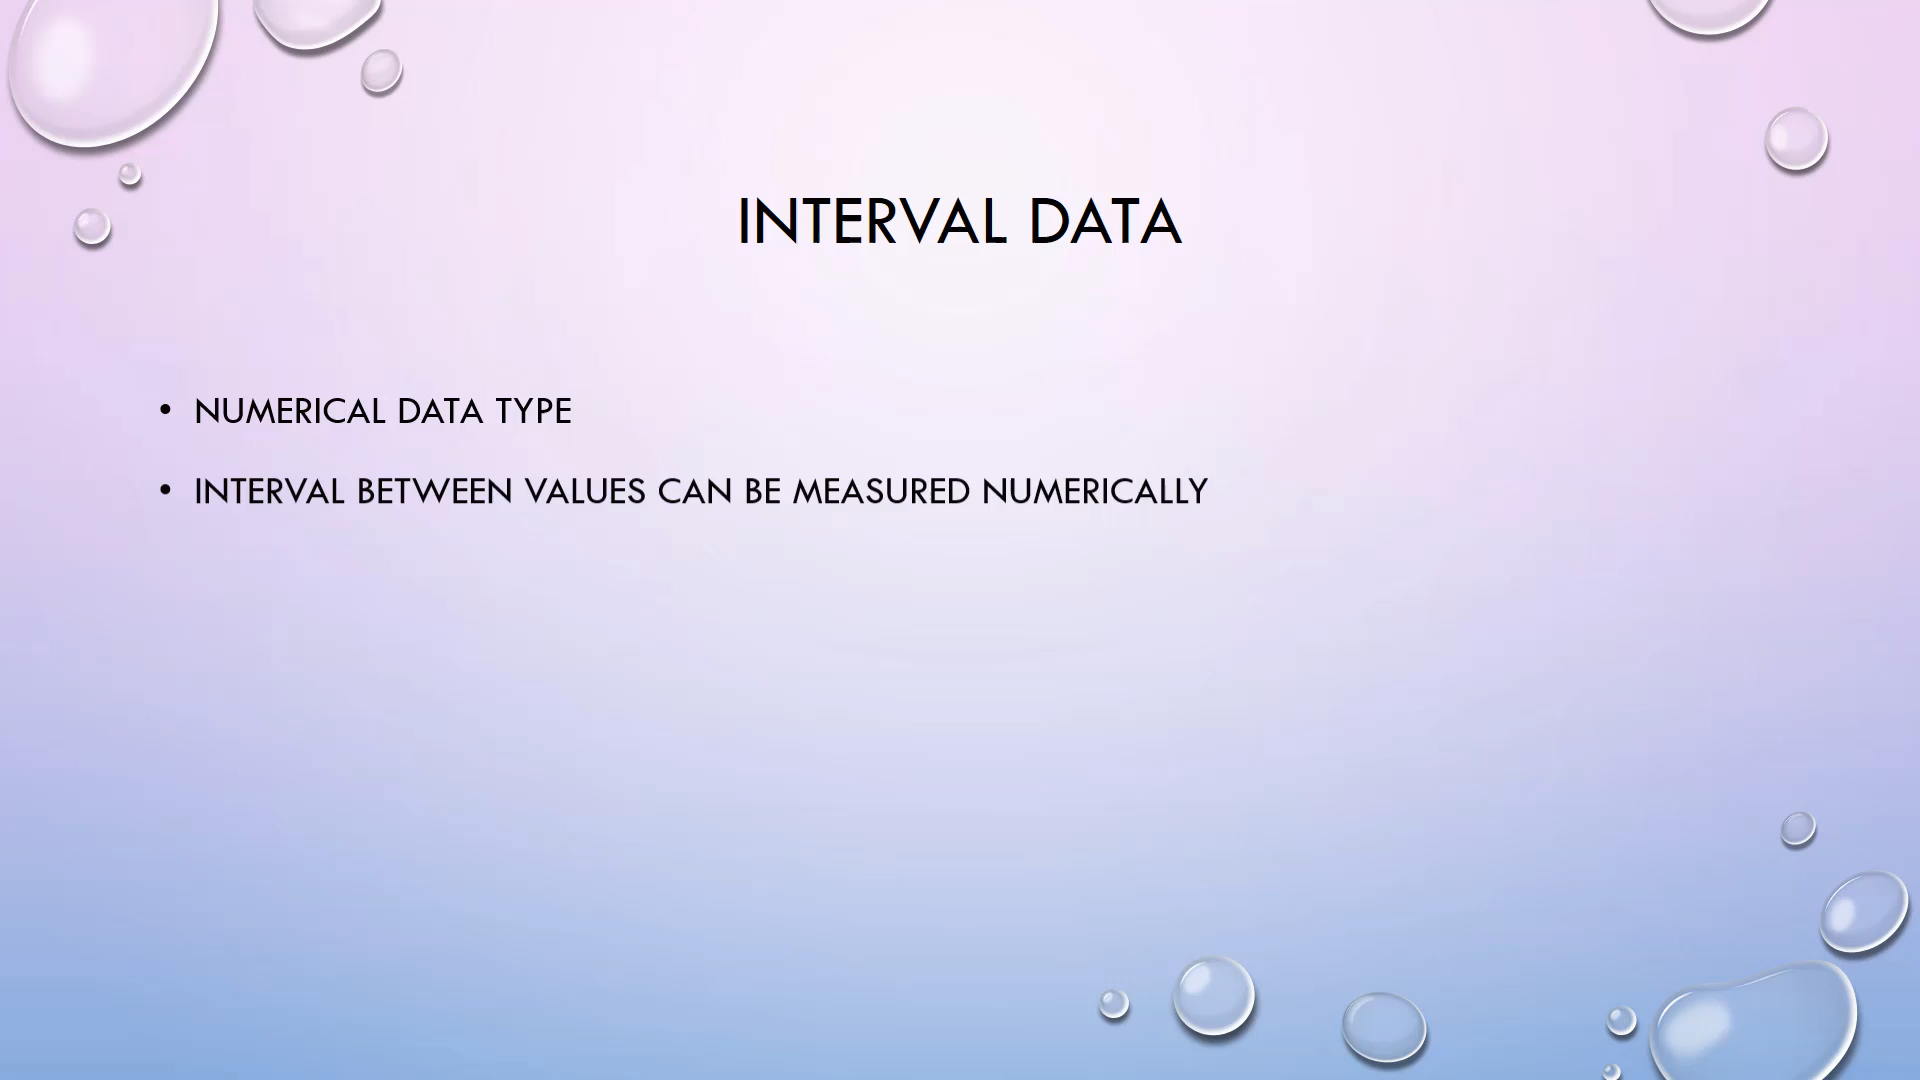 INTERVAL DATA
• NUMERICAL DATA TYPE
• INTERVAL BETWEEN VALUES CAN BE MEASURED NUMERICALLY